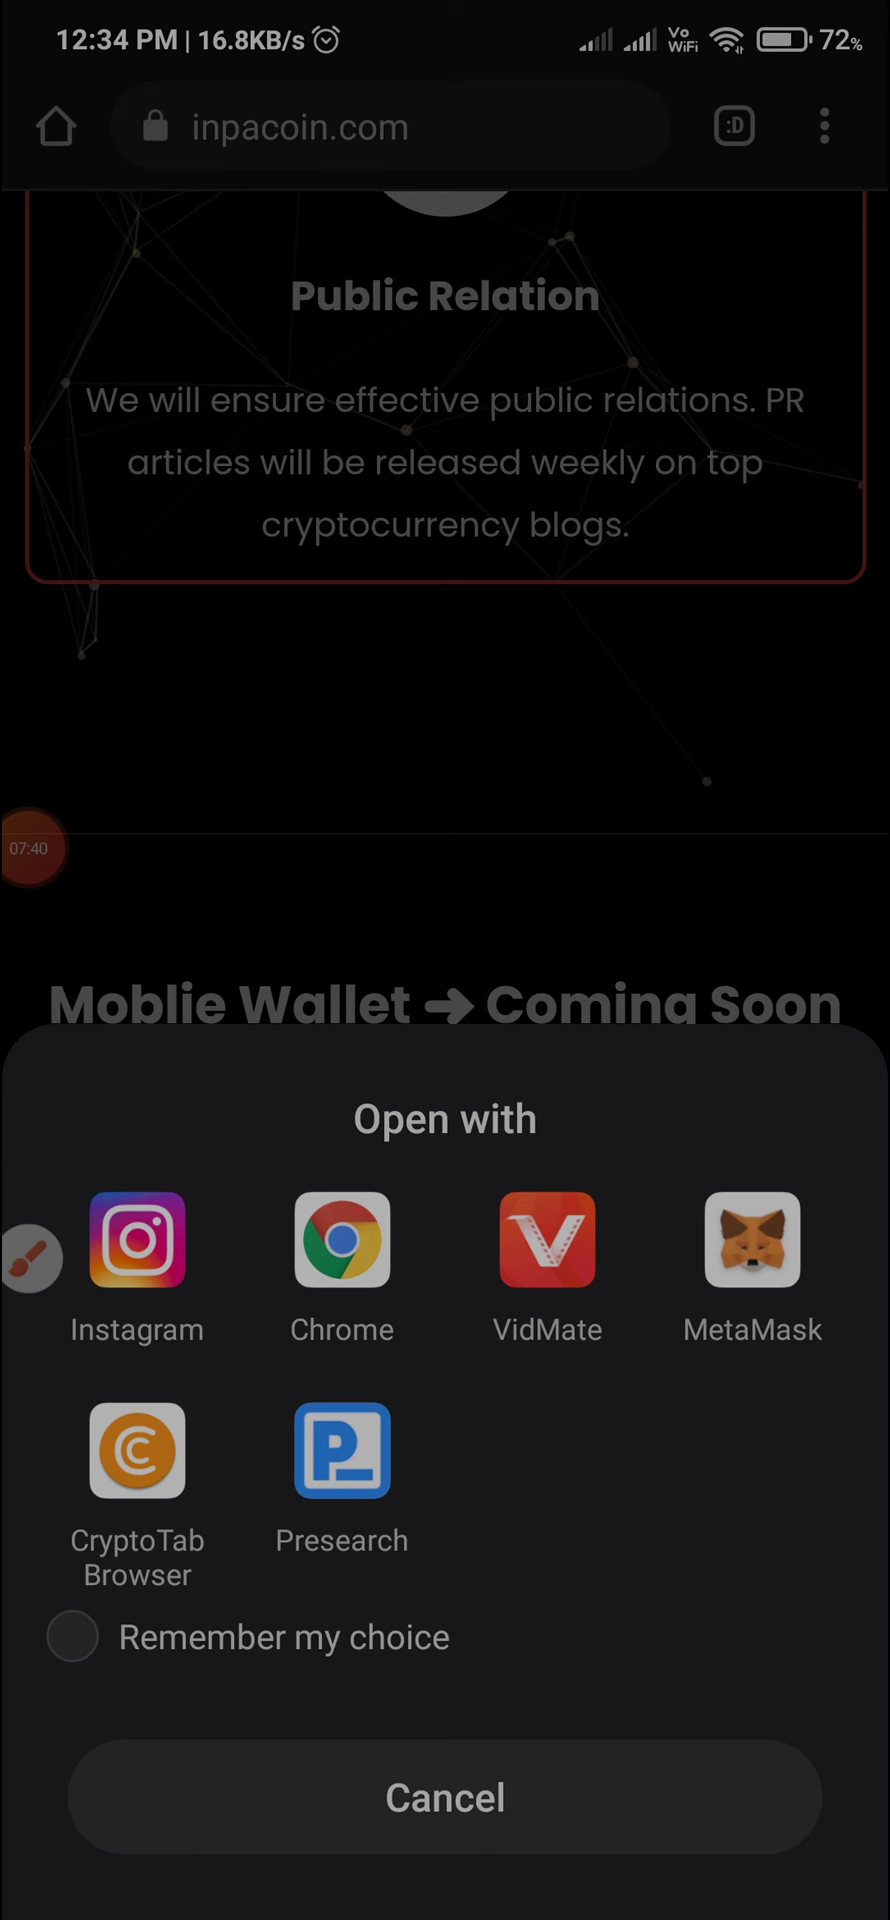 12:34 PM | 16.8KB/s
Vo
WiFi
72%
inpacoin.com
:D
Public Relation
We will ensure effective public relations. PR
articles will be released weekly on top
cryptocurrency blogs.
07:40
Moblie Wallet ➜ Coming Soon
Open with
Instagram
Chrome
VidMate
MetaMask
CryptoTab
Browser
Presearch
Remember my choice
Cancel